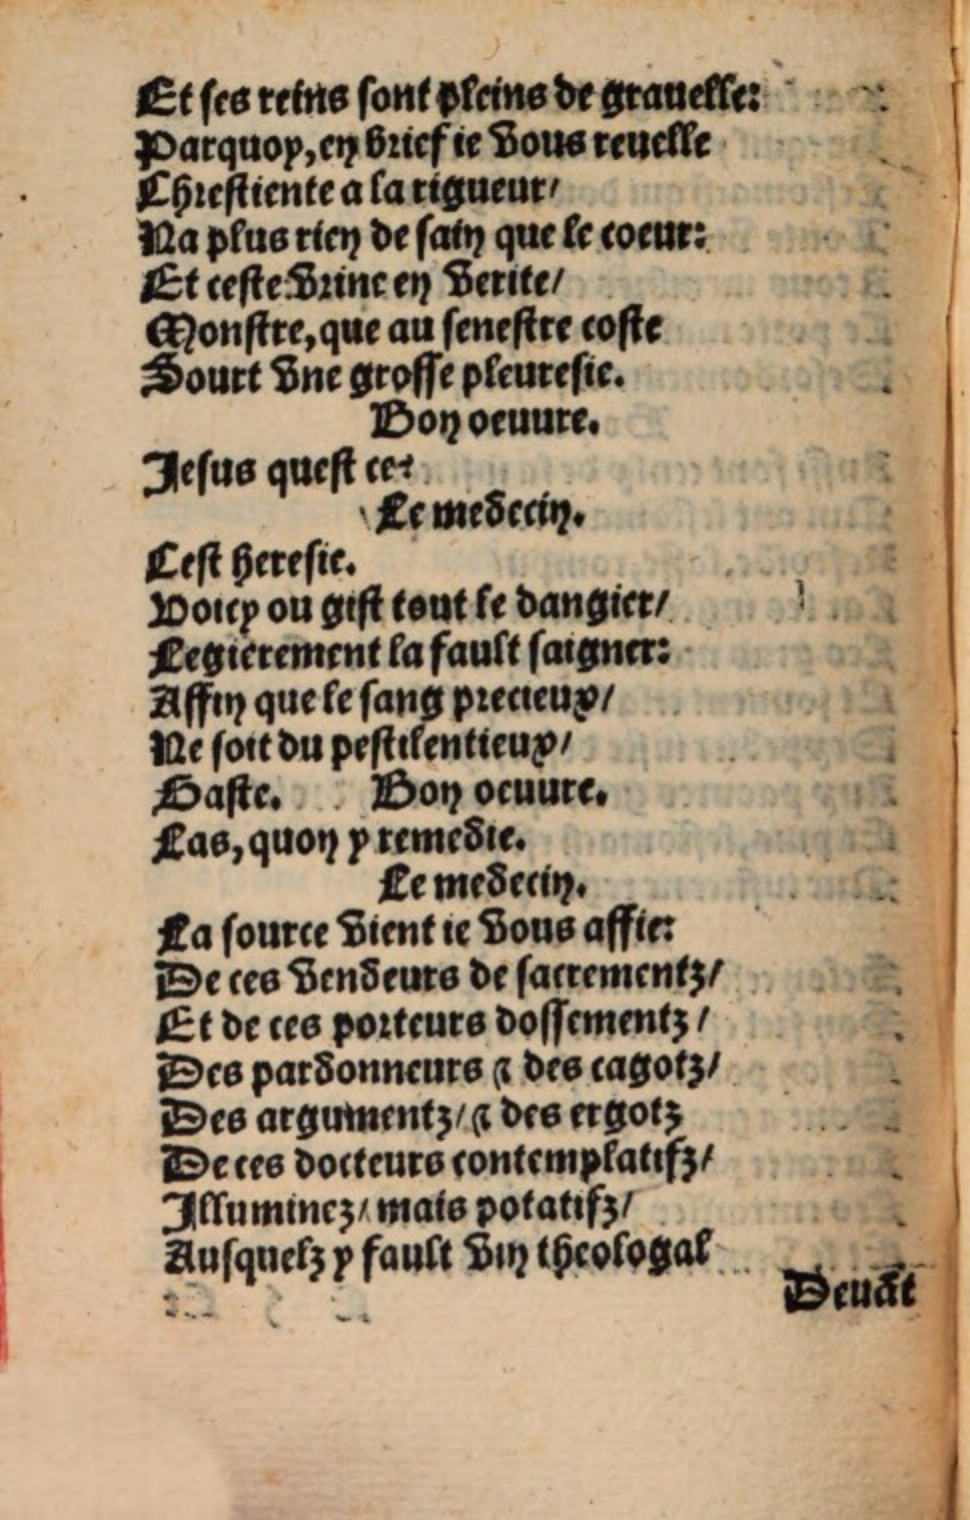 Et ses reins sont pleins de grauelle:
Parquoy, en brief ie vous reuelle
Chrestiente a la rigueur/
Na plus rien de sain que le coeur:
Et ceste vrine en verite/
Monstre, que au senestre coste
Sourt vne grosse pleuresie.
Bon oeuure.
Jesus quest ce?
Le medecin.
Cest heresie.
Voicy ou gist tout le dangier/
Legierement la fault saigner:
Affin que le sang precieux/
Ne soit du pestilentieux/
Haste. Bon oeuure.
Las, quon y remedie.
Le medecin.
La source vient ie vous affie:
De ces vendeurs de sacrementz/
Et de ces porteurs dossementz/
Des pardonneurs ⁊ des cagotz/
Des argumentz/ ⁊ des ergotz
De ces docteurs contemplatifz/
Illuminez/ mais potatifz/
Ausquelz y fault vin theologal
Deuãt